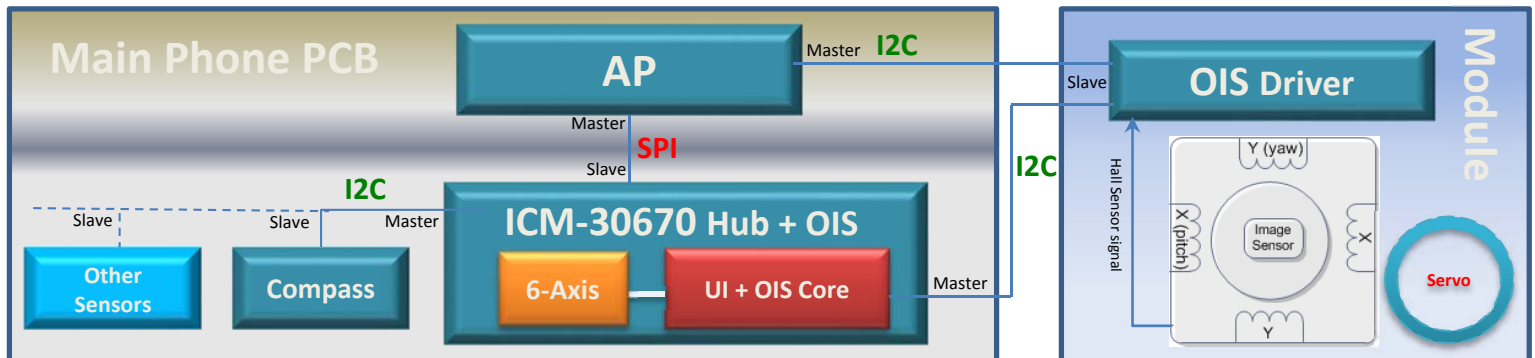 Main Phone PCB
AP
Master
I2C
Slave
OIS Driver
Module
Master
SPI
Slave
I2C
I2C
Slave
Slave
Master
ICM-30670 Hub + OIS
Other
Sensors
Compass
6-Axis
UI + OIS Core
Master
Hall Sensor signal
Y (yaw)
X
(pitch)
Image
Sensor
X
Y
Servo